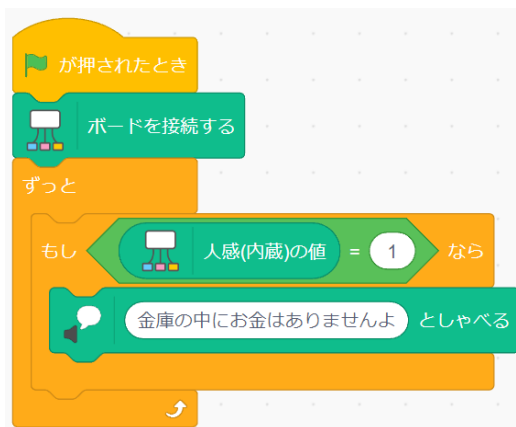 が押されたとき
ボードを接続する
ずっと
もし 人感(内蔵)の値 = 1 なら
金庫の中にお金はありませんよ としゃべる